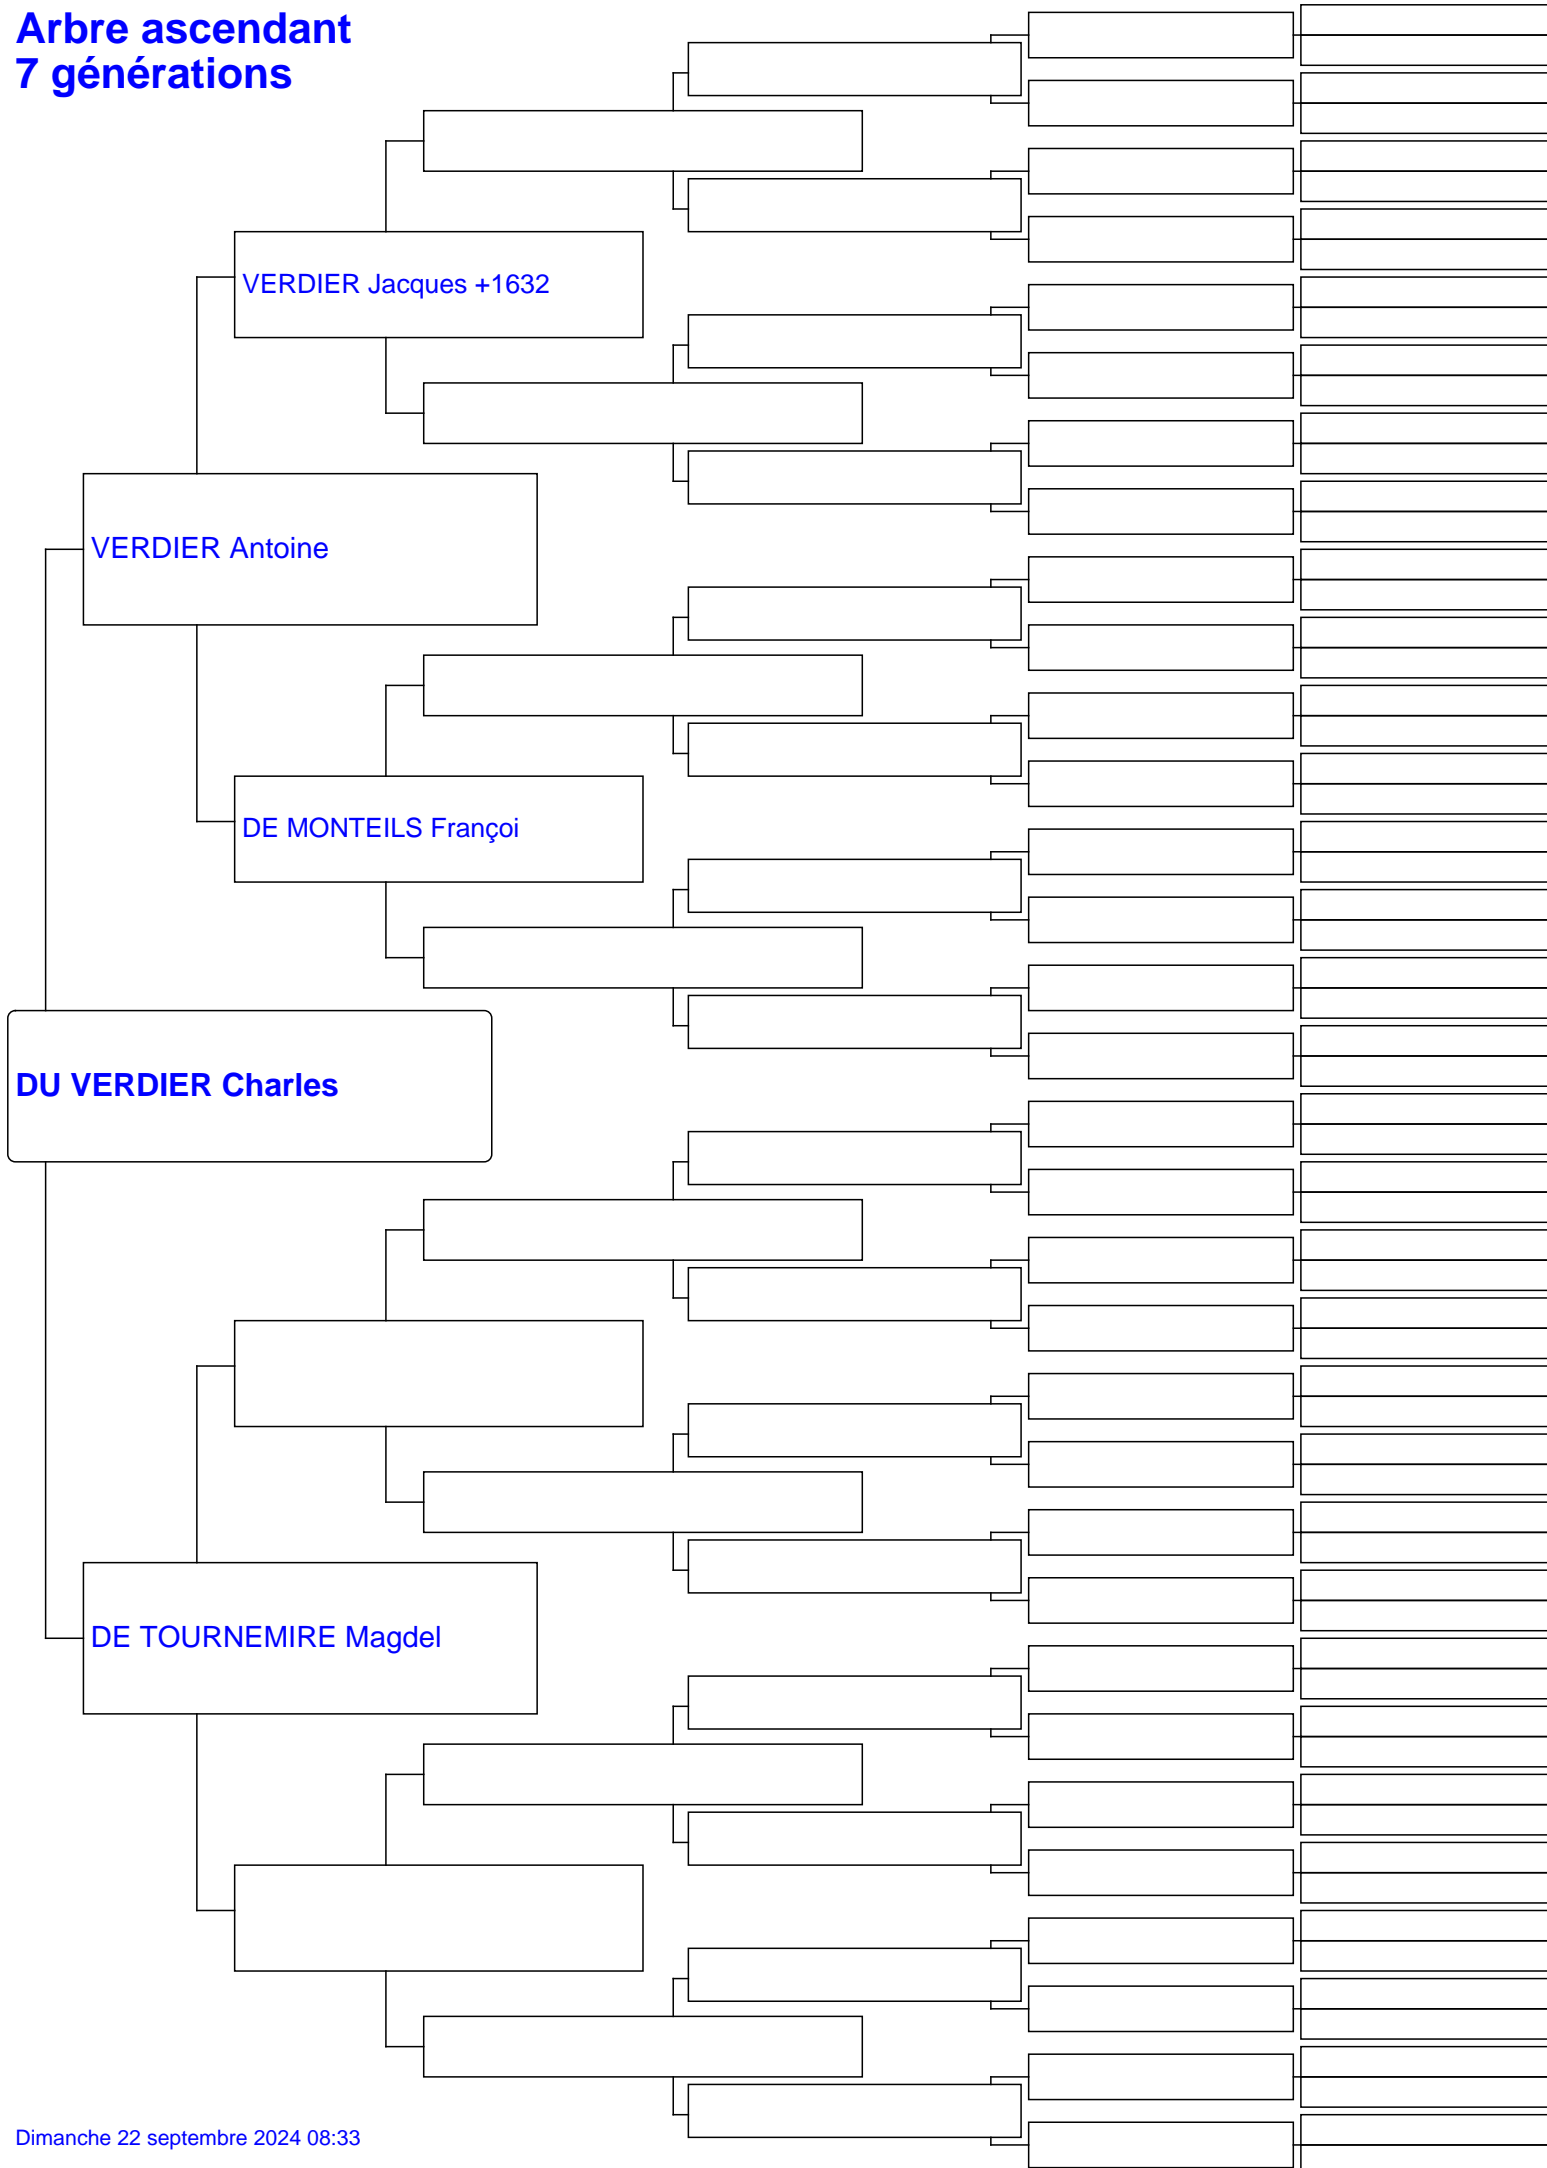 Arbre ascendant
7 générations
VERDIER Jacques +1632
VERDIER Antoine
DE MONTEILS Françoi
DU VERDIER Charles
DE TOURNEMIRE Magdel
Dimanche 22 septembre 2024 08:33